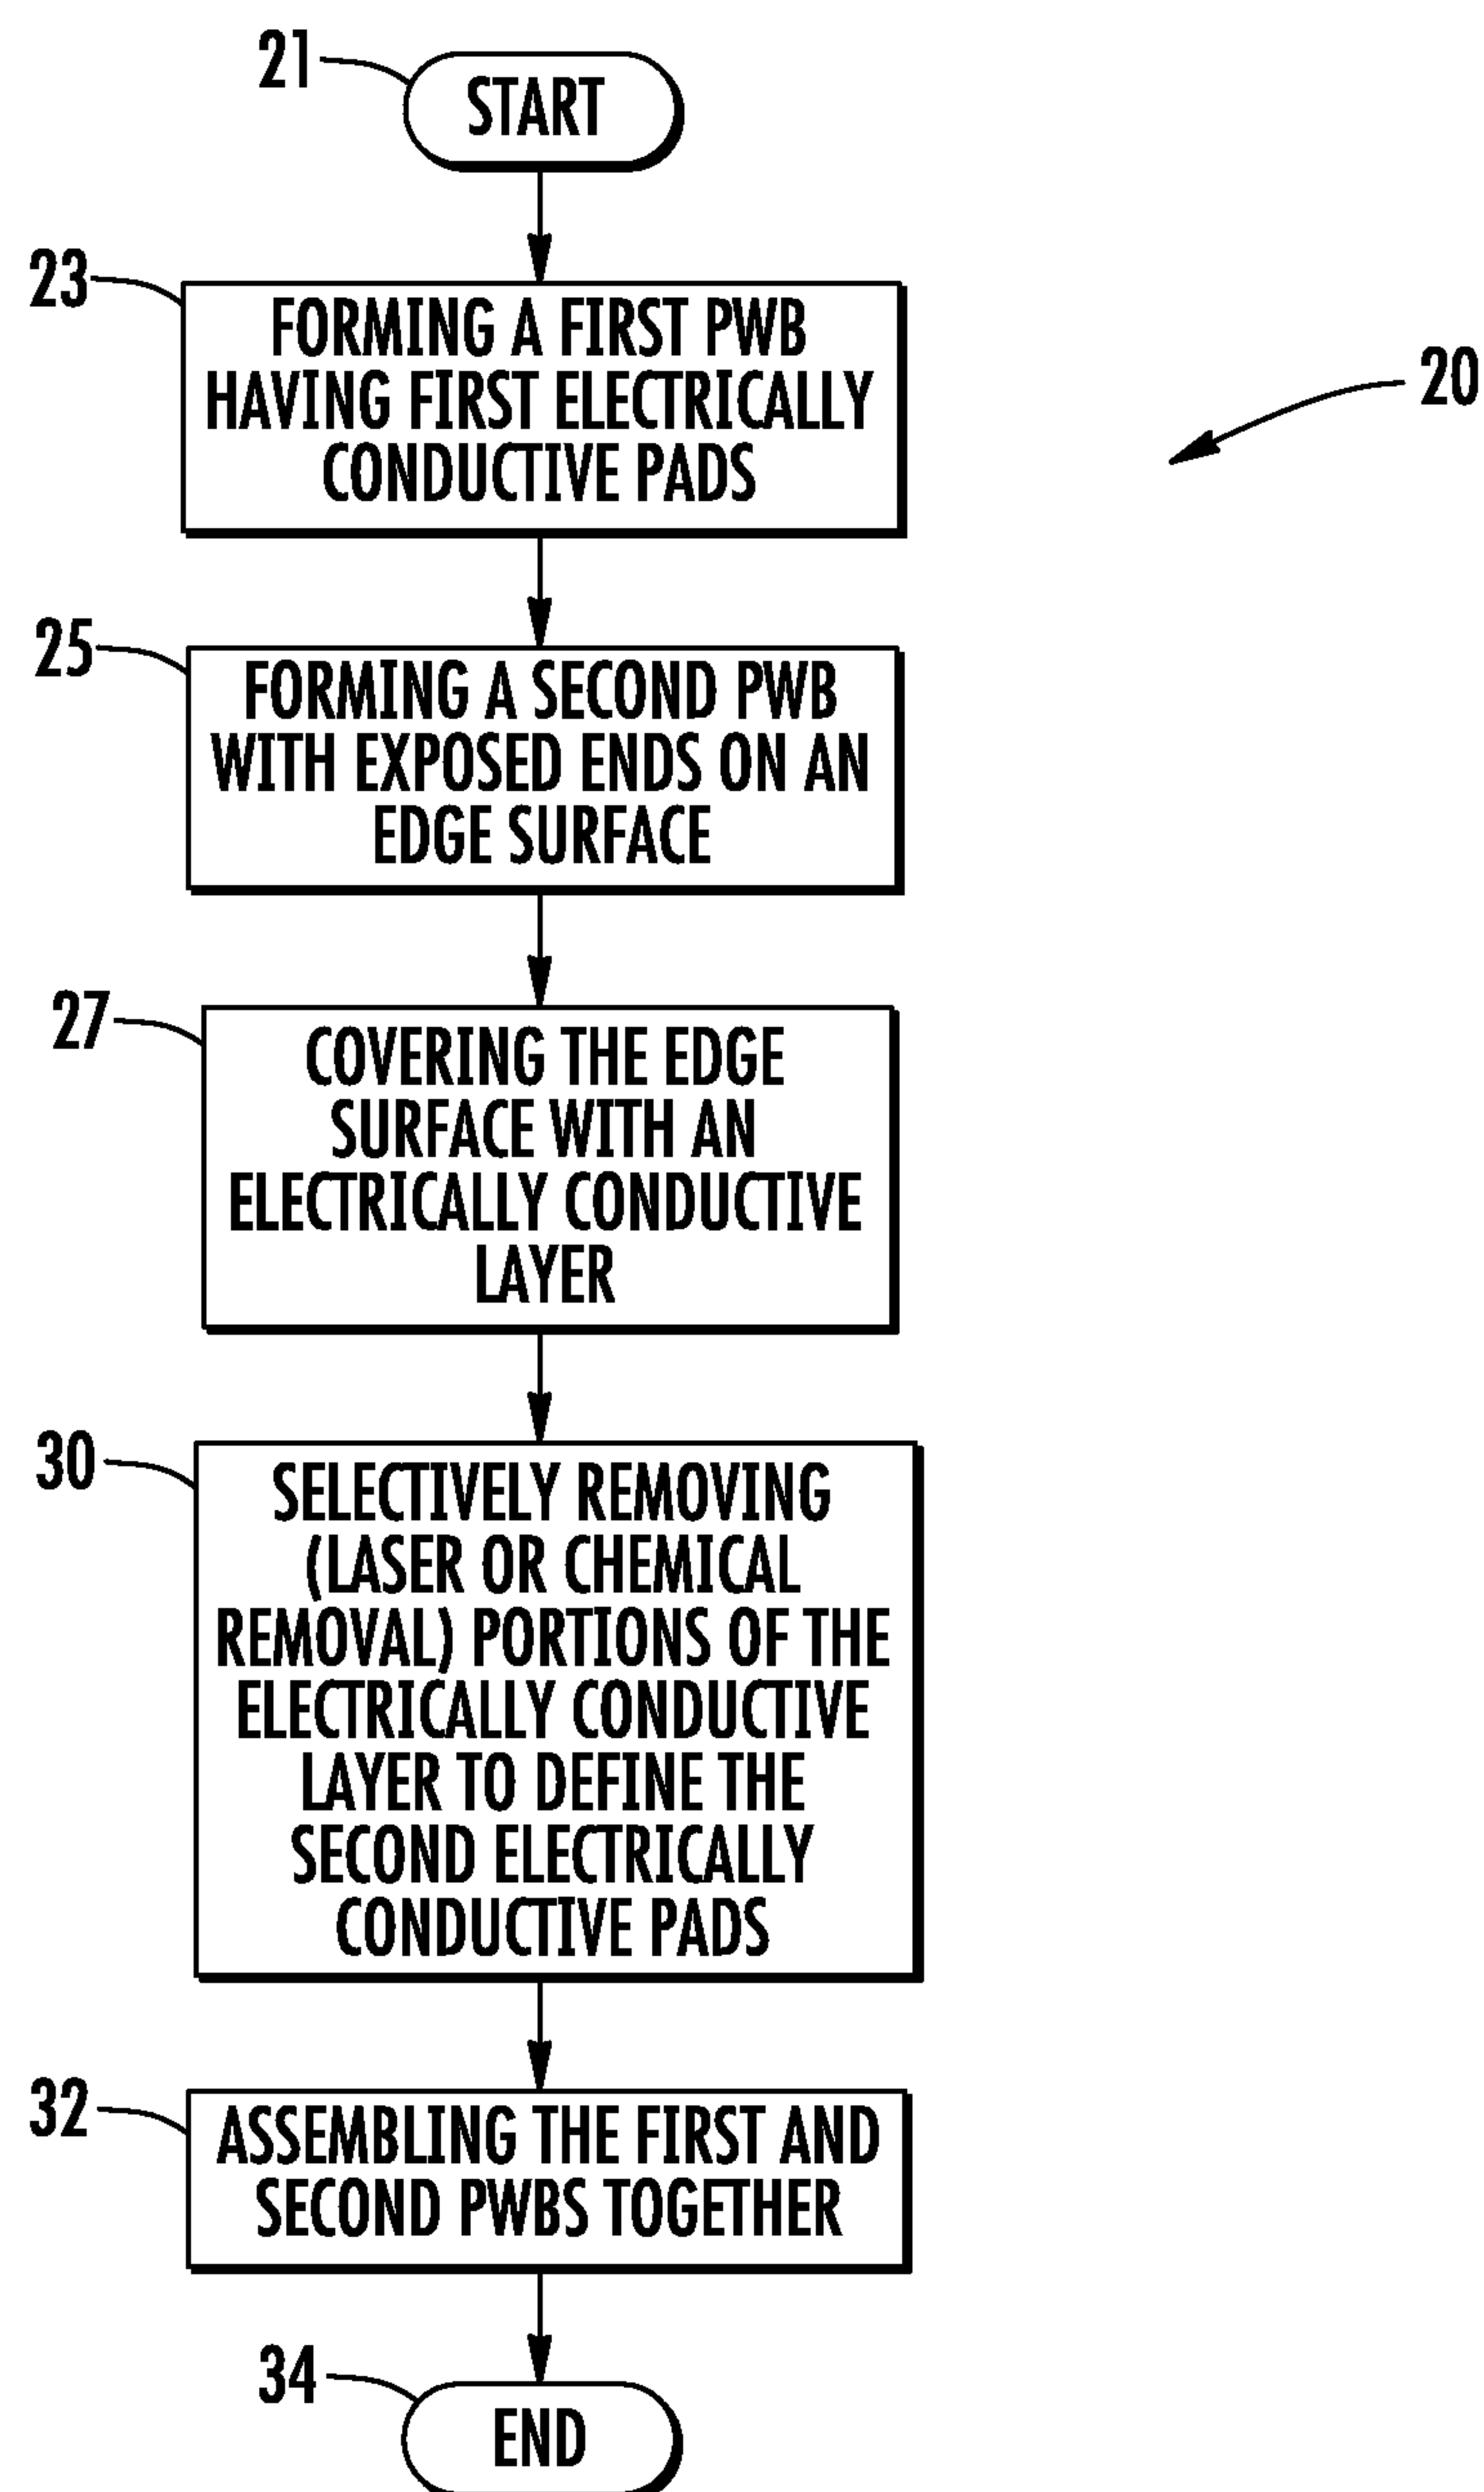 21
START
23
FORMING A FIRST PWB
HAVING FIRST ELECTRICALLY
CONDUCTIVE PADS
20
25
FORMING A SECOND PWB
WITH EXPOSED ENDS ON AN
EDGE SURFACE
27
COVERING THE EDGE
SURFACE WITH AN
ELECTRICALLY CONDUCTIVE
LAYER
30
SELECTIVELY REMOVING
(LASER OR CHEMICAL
REMOVAL) PORTIONS OF THE
ELECTRICALLY CONDUCTIVE
LAYER TO DEFINE THE
SECOND ELECTRICALLY
CONDUCTIVE PADS
32
ASSEMBLING THE FIRST AND
SECOND PWBS TOGETHER
34
END